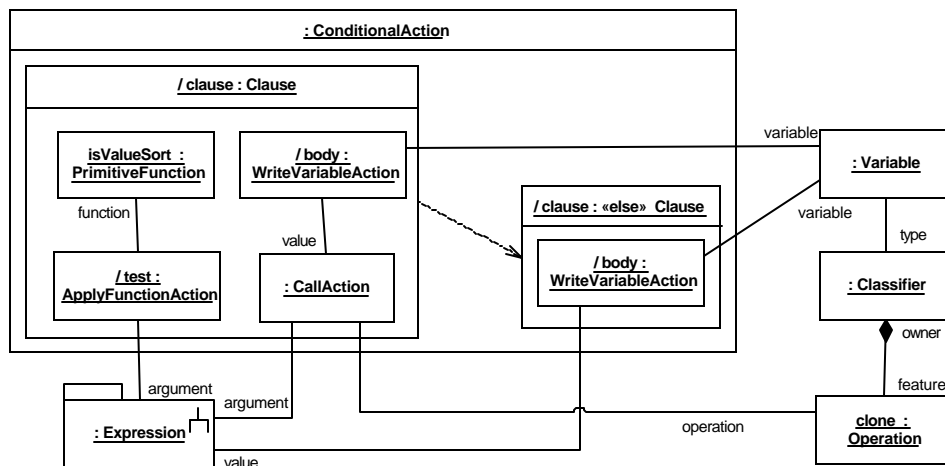 : ConditionalAction
/ clause : Clause
isValueSort :
PrimitiveFunction
/ body :
WriteVariableAction
variable
: Variable
function
value
/ clause : «else» Clause
variable
type
/ test :
ApplyFunctionAction
: CallAction
/ body :
WriteVariableAction
: Classifier
owner
argument
argument
feature
: Expression
operation
clone :
Operation
value